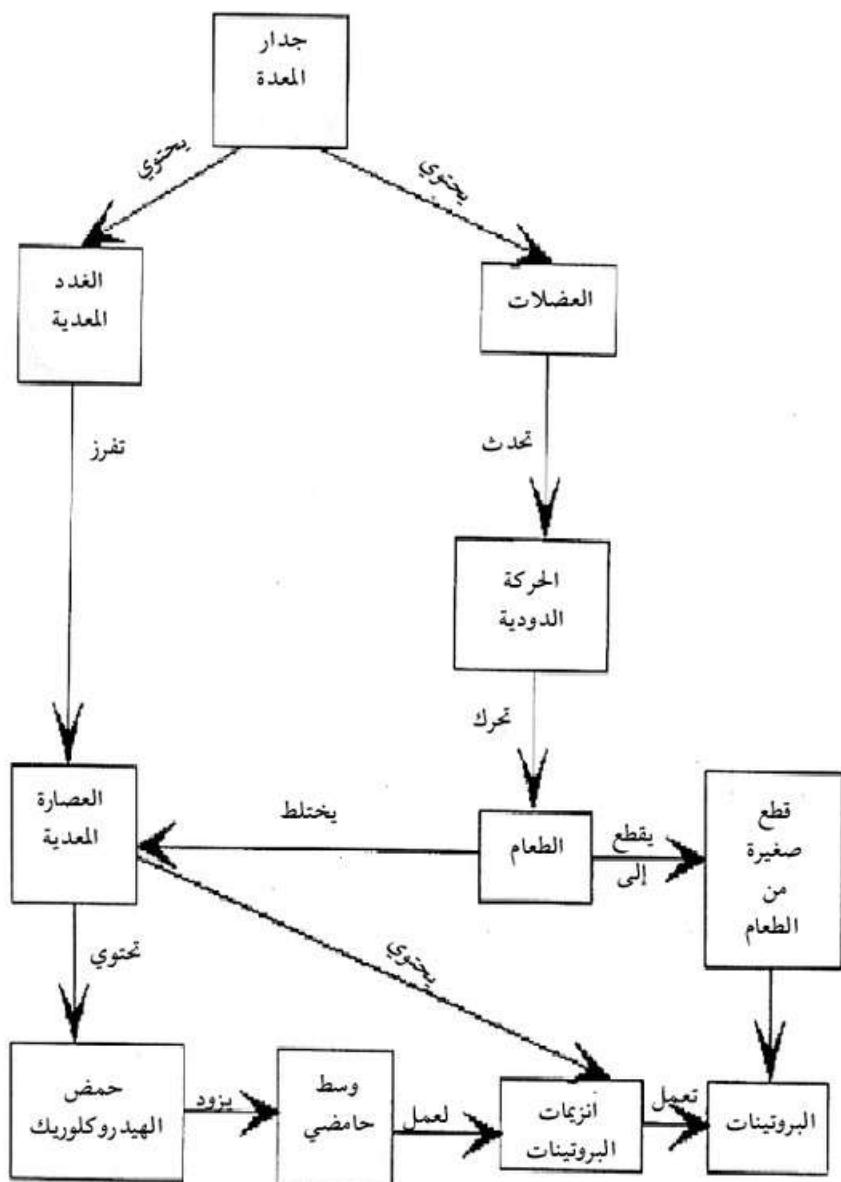 جدار
المعدة
يحتوي
يحتوي
العضلات
الغدد
المعدية
تحدث
تفرز
الحركة
الدودية
تحرك
قطع
صغيرة
من
الطعام
يقطع
إلى
الطعام
يختلط
العصارة
المعدية
يحتوي
تحتوي
البروتينات
تعمل
أنزيمات
البروتينات
لعمل
وسط
حامضي
يزود
حمض
الهيدروكلوريك